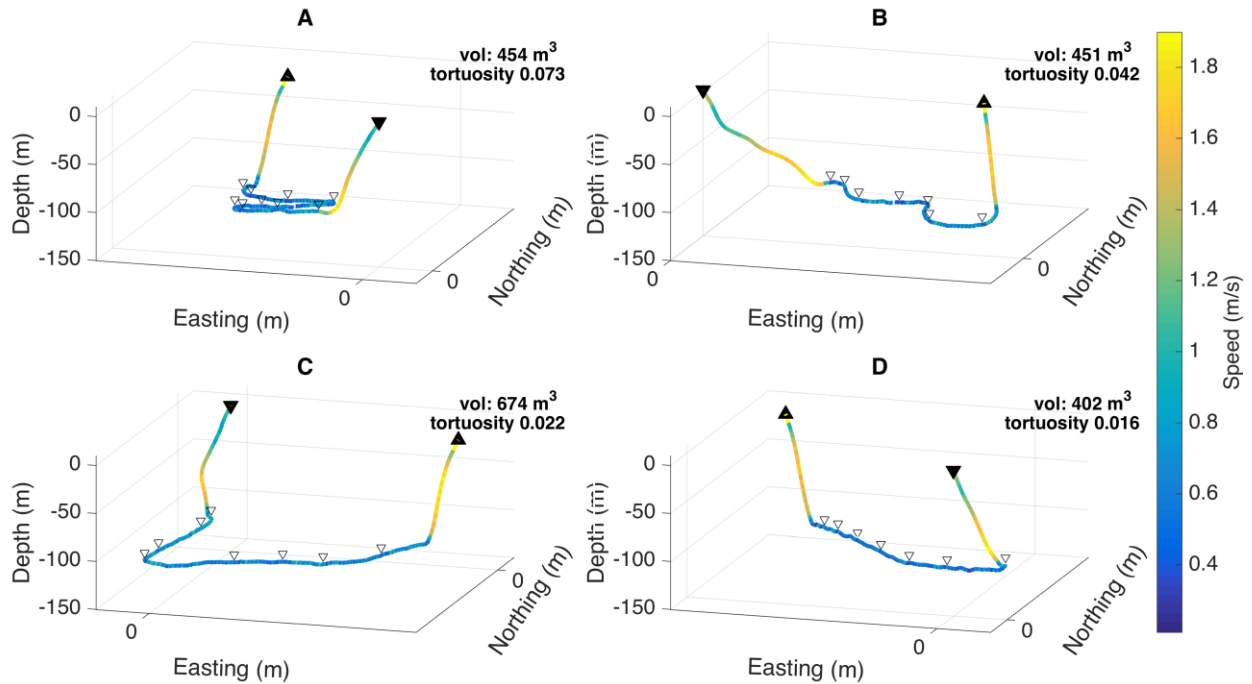 A
vol: 454 m³
tortuosity 0.073
0
-50
-100
-150
Depth (m)
0
0
Easting (m)
Northing (m)
B
vol: 451 m³
tortuosity 0.042
0
-50
-100
-150
Depth (m)
0
0
Easting (m)
Northing (m)
C
vol: 674 m³
tortuosity 0.022
0
-50
-100
-150
Depth (m)
0
0
Easting (m)
Northing (m)
D
vol: 402 m³
tortuosity 0.016
0
-50
-100
-150
Depth (m)
0
0
Easting (m)
Northing (m)
1.8
1.6
1.4
1.2
1
0.8
0.6
0.4
Speed (m/s)